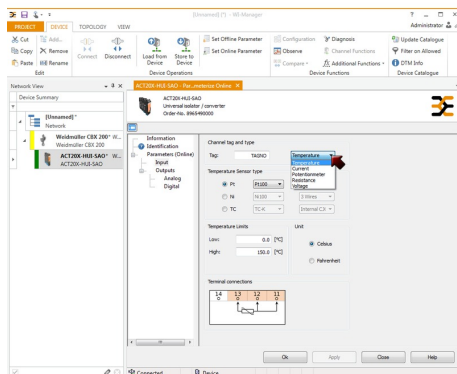 [Unnamed] (*) - WI-Manager
PROJECT DEVICE TOPOLOGY VIEW
Administrator
Cut Add...
Copy Remove
Paste Rename
Connect Disconnect
Load from Device
Store to Device
Set Offline Parameter
Set Online Parameter
Configuration Diagnosis
Observe Channel Functions
Compare Additional Functions
Update Catalogue
Filter on Allowed
DTM Info
Edit Device Operations Device Functions Device Catalogue
Network View
Device Summary
[Unnamed]*
Network
Weidmüller CBX 200* W...
Weidmüller CBX 200
ACT20X-HUI-SAO* W...
ACT20X-HUI-SAO
ACT20X-HUI-SAO - Par...meterise Online
ACT20X-HUI-SAO
Universal isolator / converter
Order-No. 8965490000
Information
Identification
Parameters (Online)
Input
Outputs
Analog
Digital
Channel tag and type
Tag: TAGNO Temperature
Temperature
Current
Potentiometer
Resistance
Voltage
Temperature Sensor type
Pt Pt100
Ni Ni100 3 Wires
TC TC-K Internal CJ
Temperature Limits Unit
Low: 0.0 [°C]
High: 150.0 [°C]
Celsius
Fahrenheit
Terminal connections
14 13 12 11
Ok Apply Close Help
Connected Device